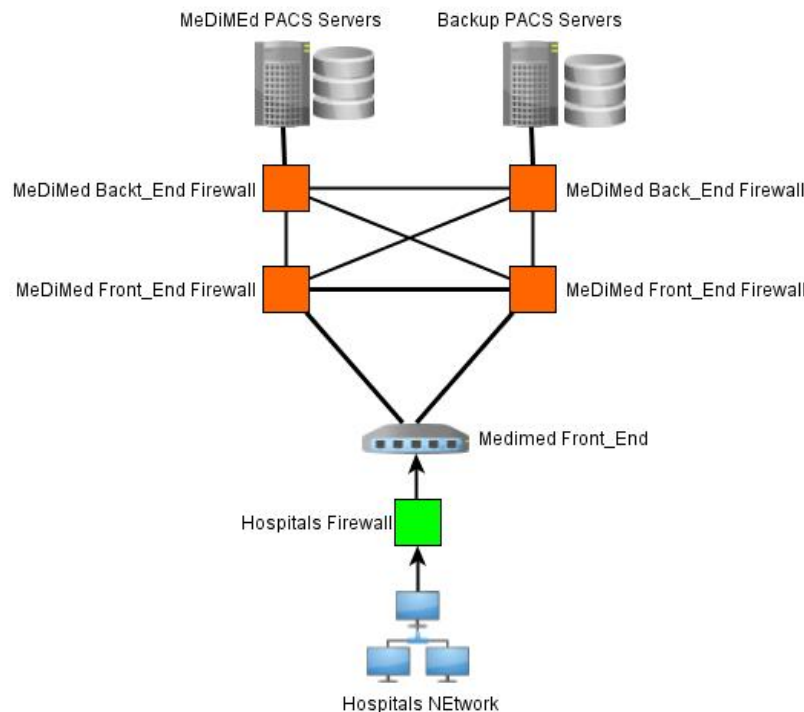 MeDiMEd PACS Servers
Backup PACS Servers
MeDiMed Backt_End Firewall
MeDiMed Back_End Firewall
MeDiMed Front_End Firewall
MeDiMed Front_End Firewall
Medimed Front_End
Hospitals Firewall
Hospitals NEtwork